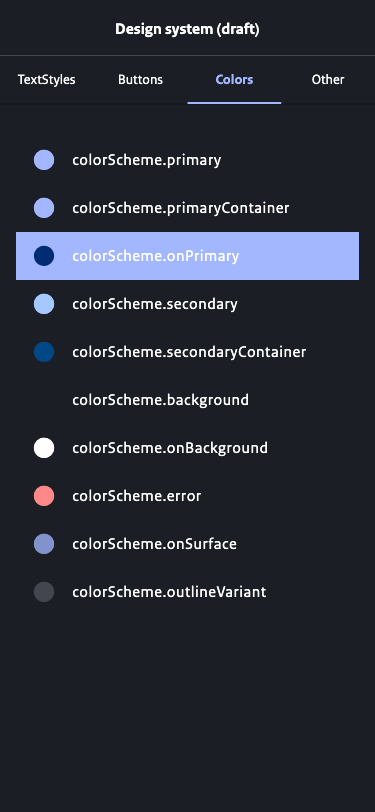 Design system (draft)
TextStyles
Buttons
Colors
Other
colorScheme.primary
colorScheme.primaryContainer
colorScheme.onPrimary
colorScheme.secondary
colorScheme.secondaryContainer
colorScheme.background
colorScheme.onBackground
colorScheme.error
colorScheme.onSurface
colorScheme.outlineVariant